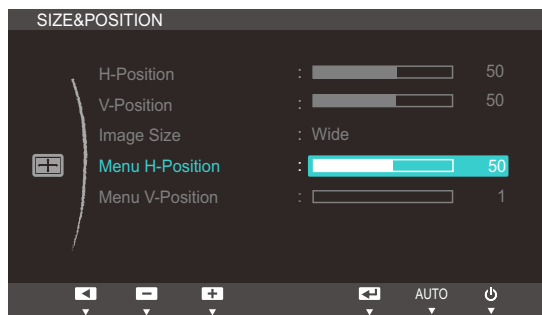 SIZE&POSITION
H-Position : 50
V-Position : 50
Image Size : Wide
Menu H-Position : 50
Menu V-Position : 1
AUTO